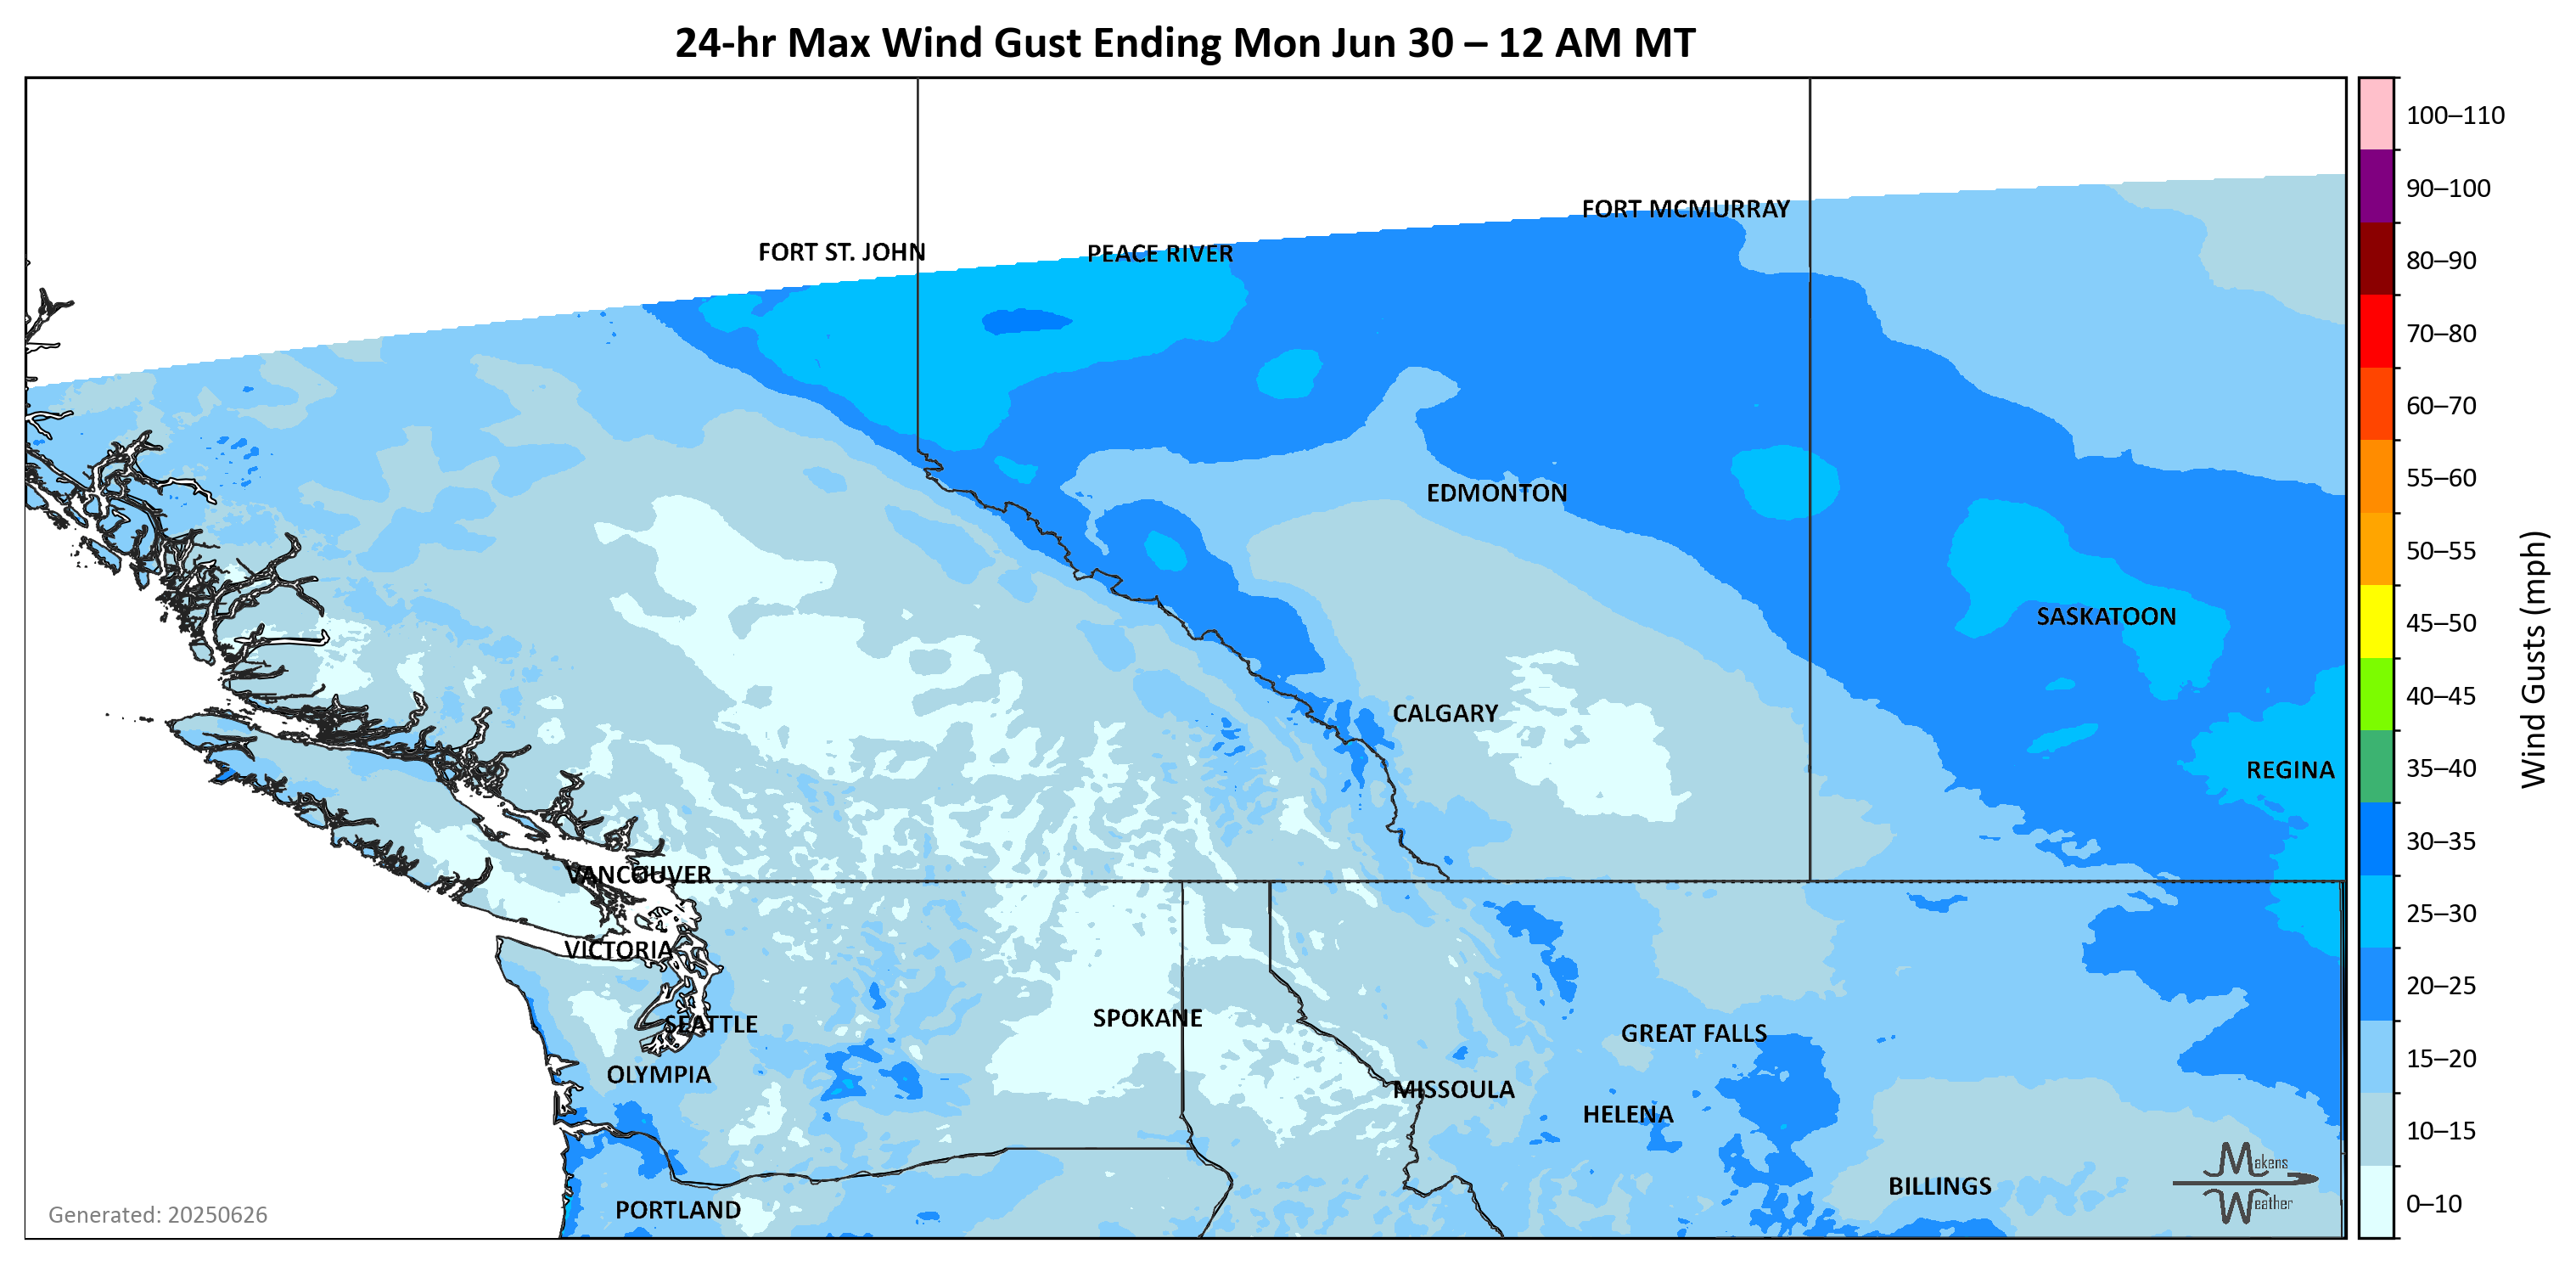 24-hr Max Wind Gust Ending Mon Jun 30 – 12 AM MT
100–110
90–100
80–90
70–80
60–70
55–60
50–55
45–50
40–45
35–40
30–35
25–30
20–25
15–20
10–15
0–10
Wind Gusts (mph)
FORT MCMURRAY
FORT ST. JOHN
PEACE RIVER
EDMONTON
SASKATOON
CALGARY
REGINA
VANCOUVER
VICTORIA
SPOKANE
SEATTLE
GREAT FALLS
OLYMPIA
MISSOULA
HELENA
BILLINGS
PORTLAND
Makens
Weather
Generated: 20250626